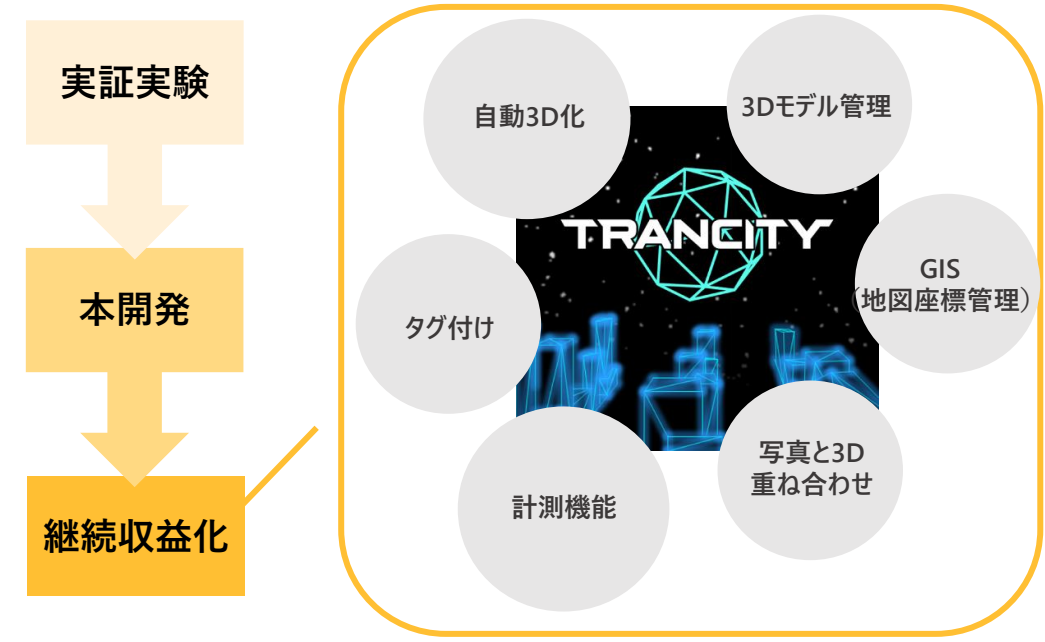 実証実験
本開発
継続収益化
自動3D化
3Dモデル管理
TRANCITY
GIS
（地図座標管理）
タグ付け
写真と3D
重ね合わせ
計測機能